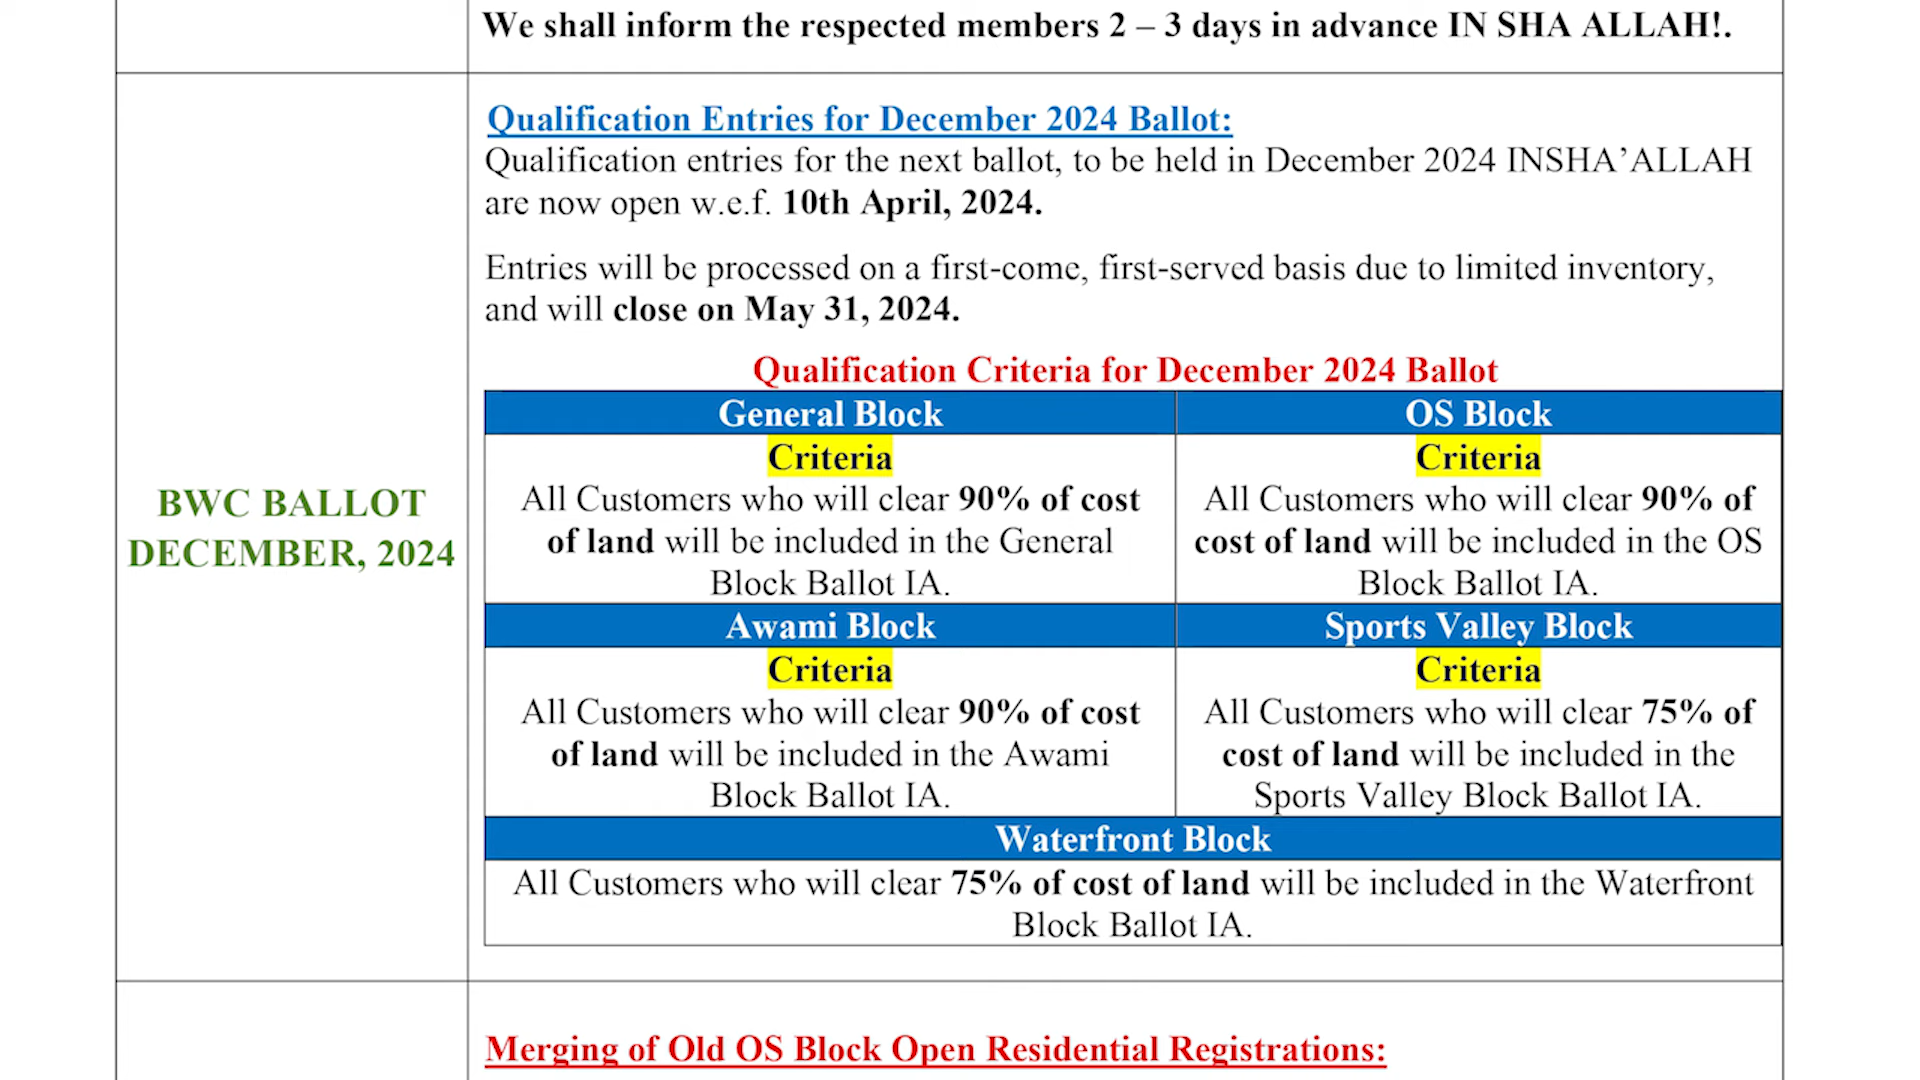 We shall inform the respected members 2 – 3 days in advance IN SHA ALLAH!.
BWC BALLOT
DECEMBER, 2024
Qualification Entries for December 2024 Ballot:
Qualification entries for the next ballot, to be held in December 2024 INSHA’ALLAH
are now open w.e.f. 10th April, 2024.
Entries will be processed on a first-come, first-served basis due to limited inventory,
and will close on May 31, 2024.
Qualification Criteria for December 2024 Ballot
General Block
Criteria
All Customers who will clear 90% of cost
of land will be included in the General
Block Ballot IA.
OS Block
Criteria
All Customers who will clear 90% of
cost of land will be included in the OS
Block Ballot IA.
Awami Block
Criteria
All Customers who will clear 90% of cost
of land will be included in the Awami
Block Ballot IA.
Sports Valley Block
Criteria
All Customers who will clear 75% of
cost of land will be included in the
Sports Valley Block Ballot IA.
Waterfront Block
All Customers who will clear 75% of cost of land will be included in the Waterfront
Block Ballot IA.
Merging of Old OS Block Open Residential Registrations: